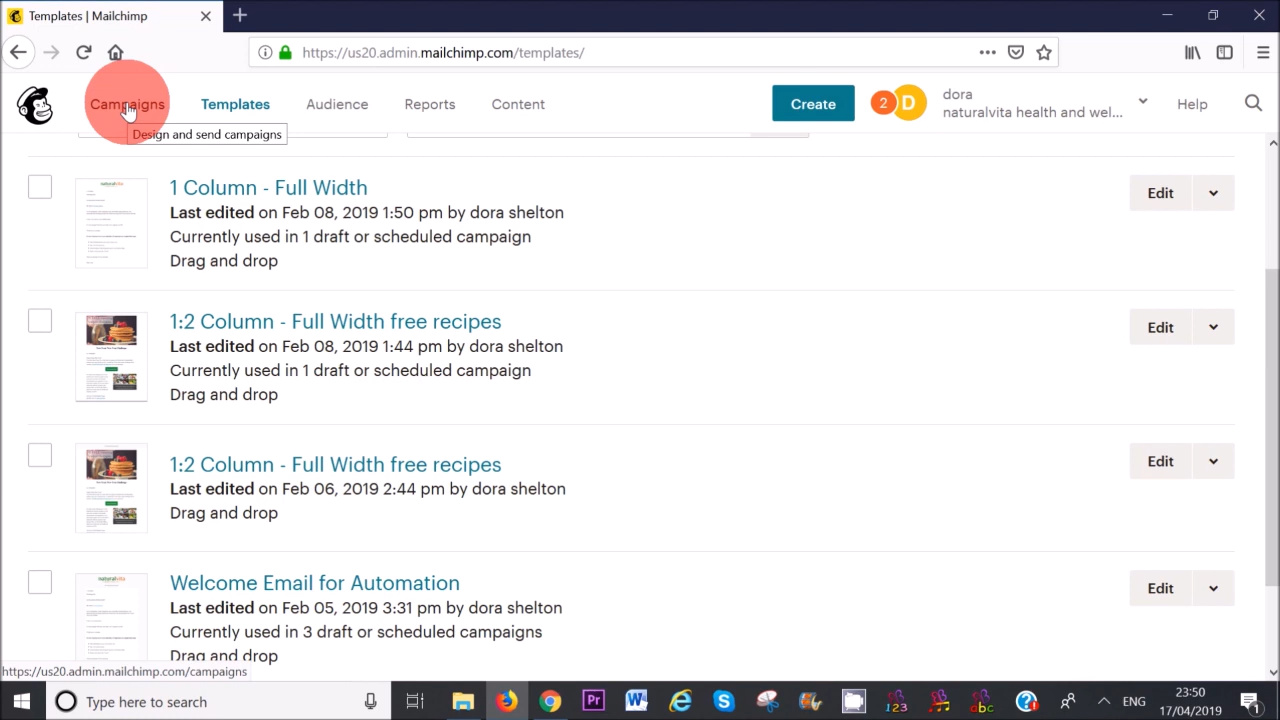 Templates | Mailchimp
https://us20.admin.mailchimp.com/templates/
Campaigns
Templates
Audience
Reports
Content
Create
2
D
dora
naturalvita health and wel...
Help
Design and send campaigns
1 Column - Full Width
Last edited on Feb 08, 2019 1:50 pm by dora shelton
Currently used in 1 draft or scheduled campaign
Drag and drop
Edit
1:2 Column - Full Width free recipes
Last edited on Feb 08, 2019 1:44 pm by dora shelton
Currently used in 1 draft or scheduled campaign
Drag and drop
Edit
1:2 Column - Full Width free recipes
Last edited on Feb 06, 2019 2:44 pm by dora shelton
Drag and drop
Edit
naturalvita
Welcome Email for Automation
Last edited on Feb 05, 2019 3:31 pm by dora shelton
Currently used in 3 draft or scheduled campaigns
Drag and drop
Edit
https://us20.admin.mailchimp.com/campaigns
Type here to search
Pr
W
S
123
abc
ENG
23:50
17/04/2019
1